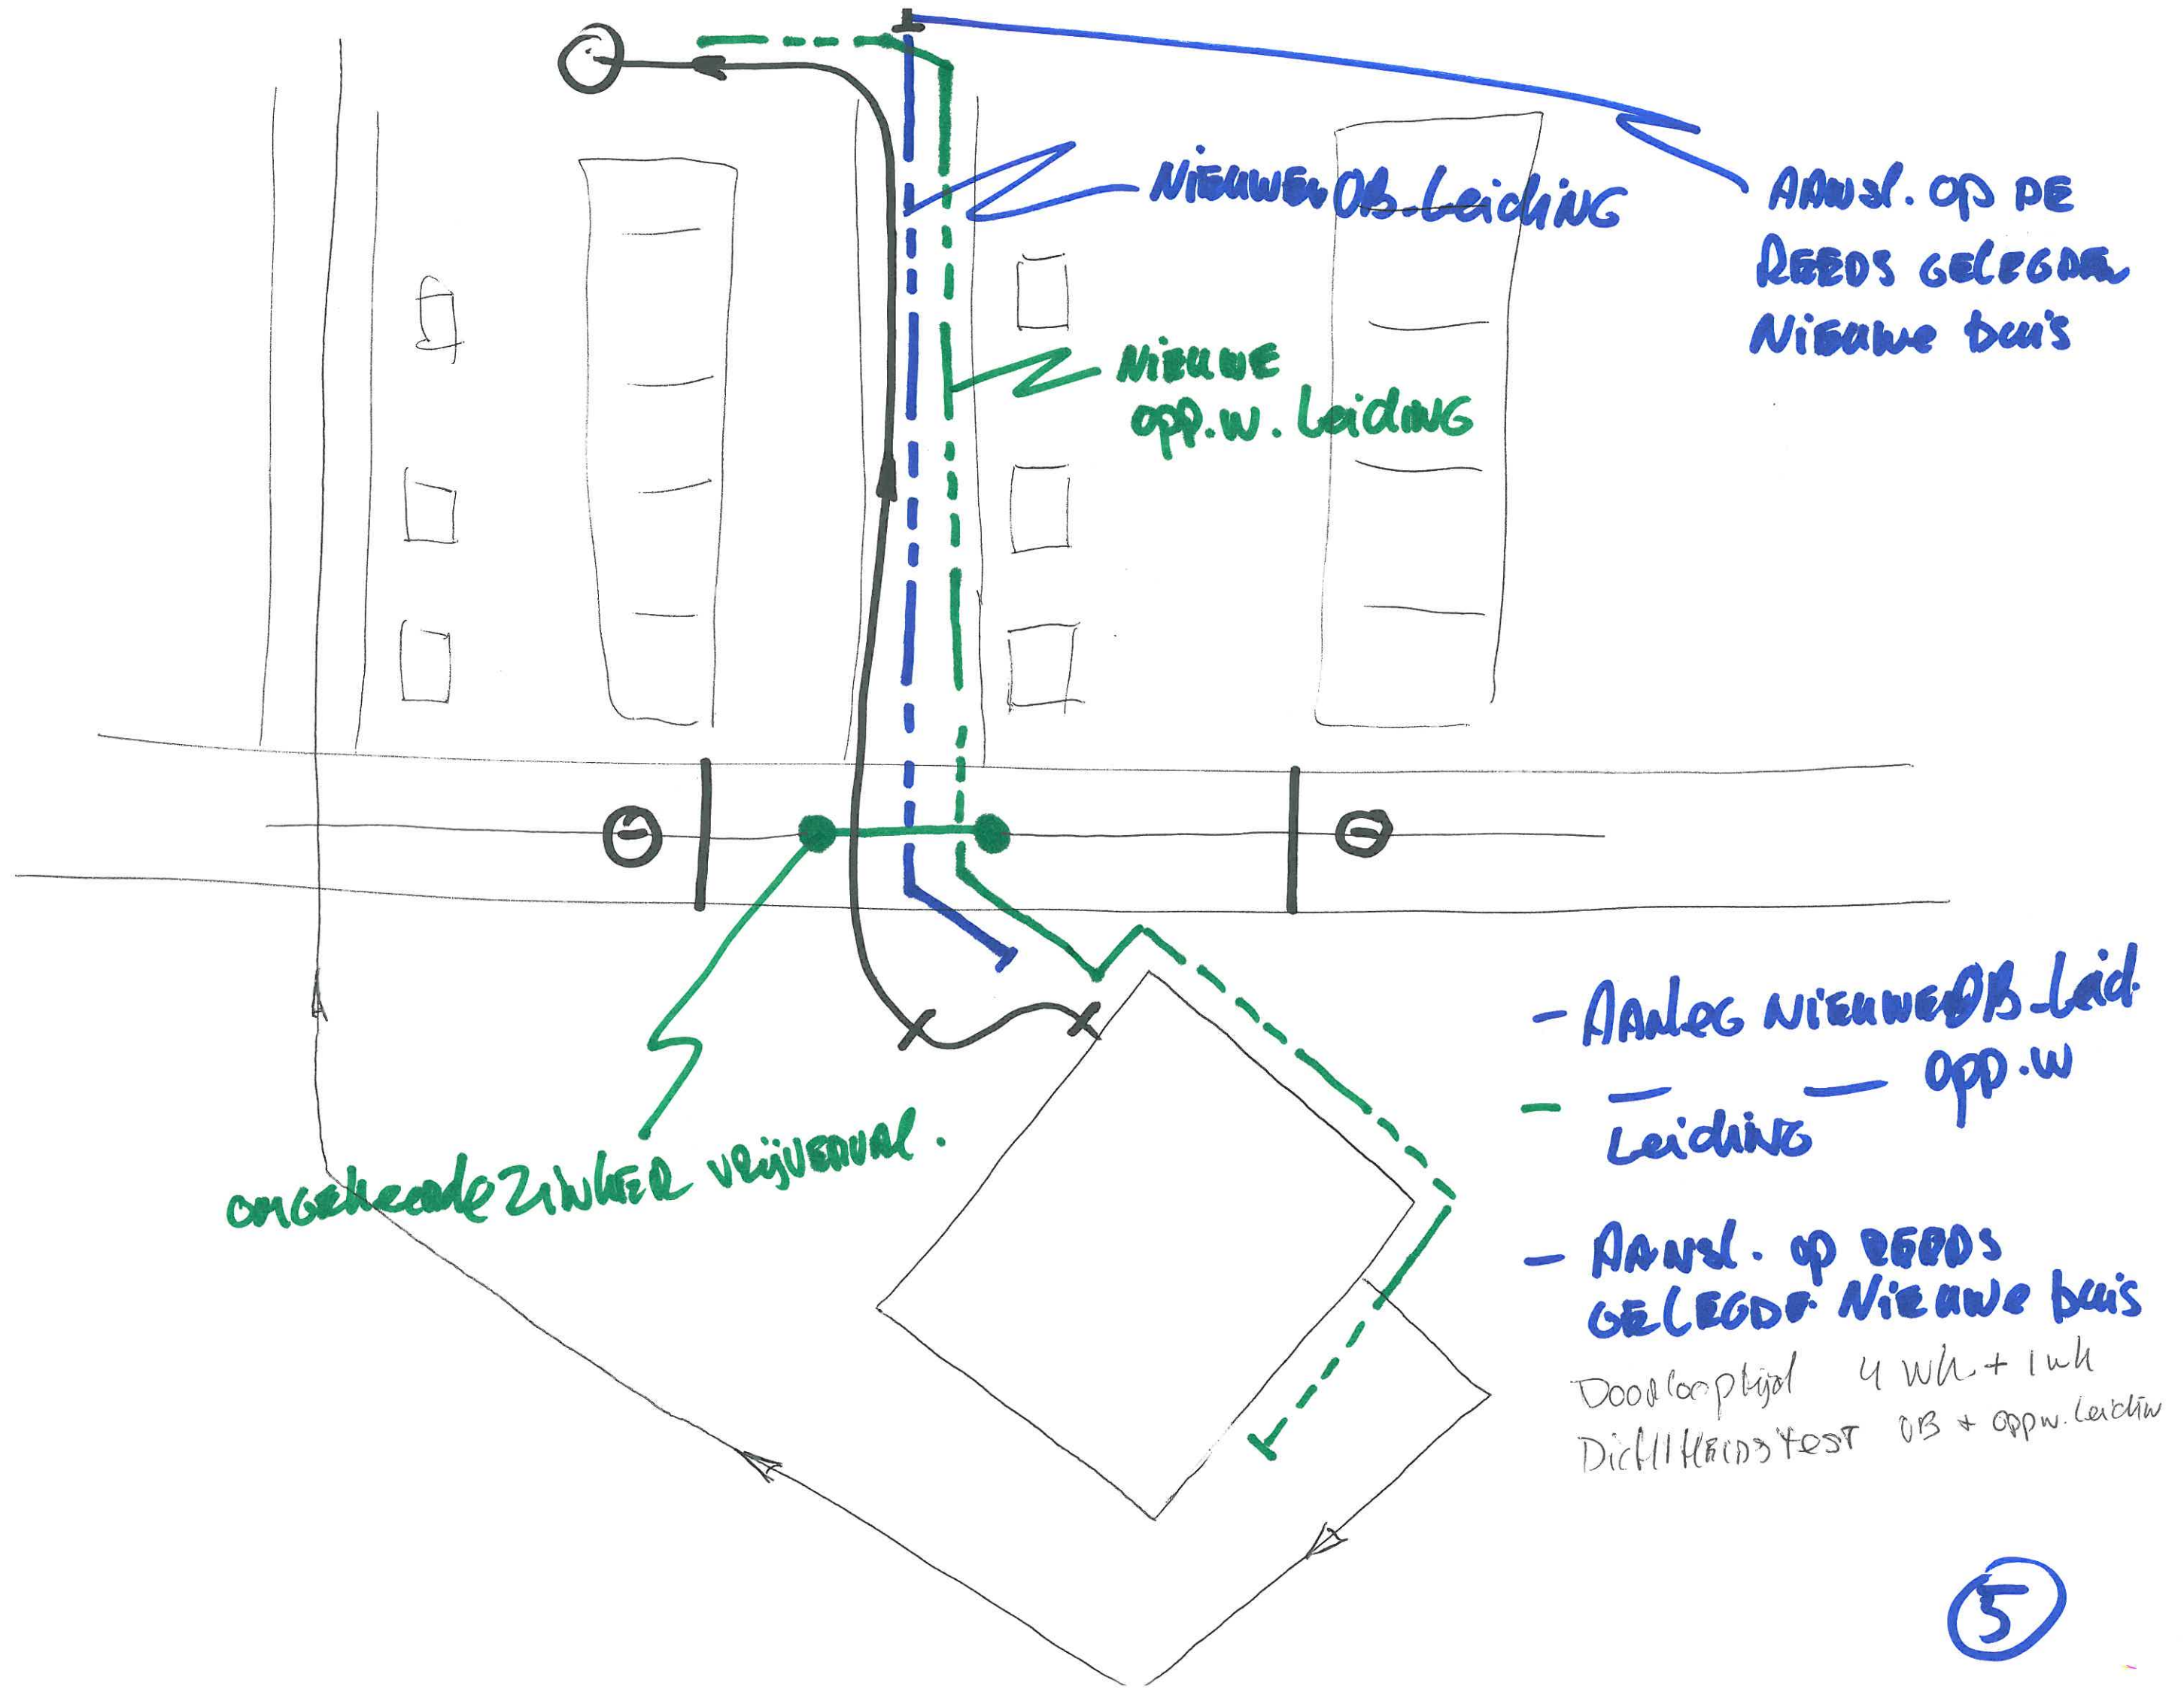 NIEUWE OB-Leiding
AANSL. OP DE
REEDS GELEGDE
NIEUWE buis
NIEUWE
OPP.W. Leiding
OMGEKEERDE ZINKER VRIJVERVAL.
- AANLEG NIEUWE OB-Leid.
- — — OPP.W
Leiding
- AANSL. OP REEDS
GELEGDE NIEUWE buis
Doorlooptijd 4 wk + 1 wk
Dichtheidstest OB + oppw. leidin
5